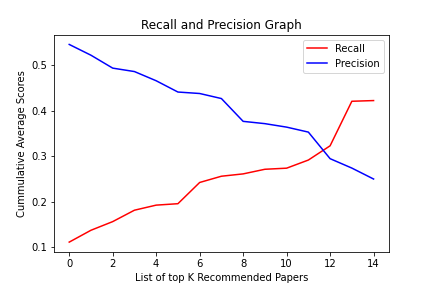 Recall and Precision Graph
Recall
Precision
0.5
0.4
0.3
0.2
0.1
Cummulative Average Scores
0 2 4 6 8 10 12 14
List of top K Recommended Papers